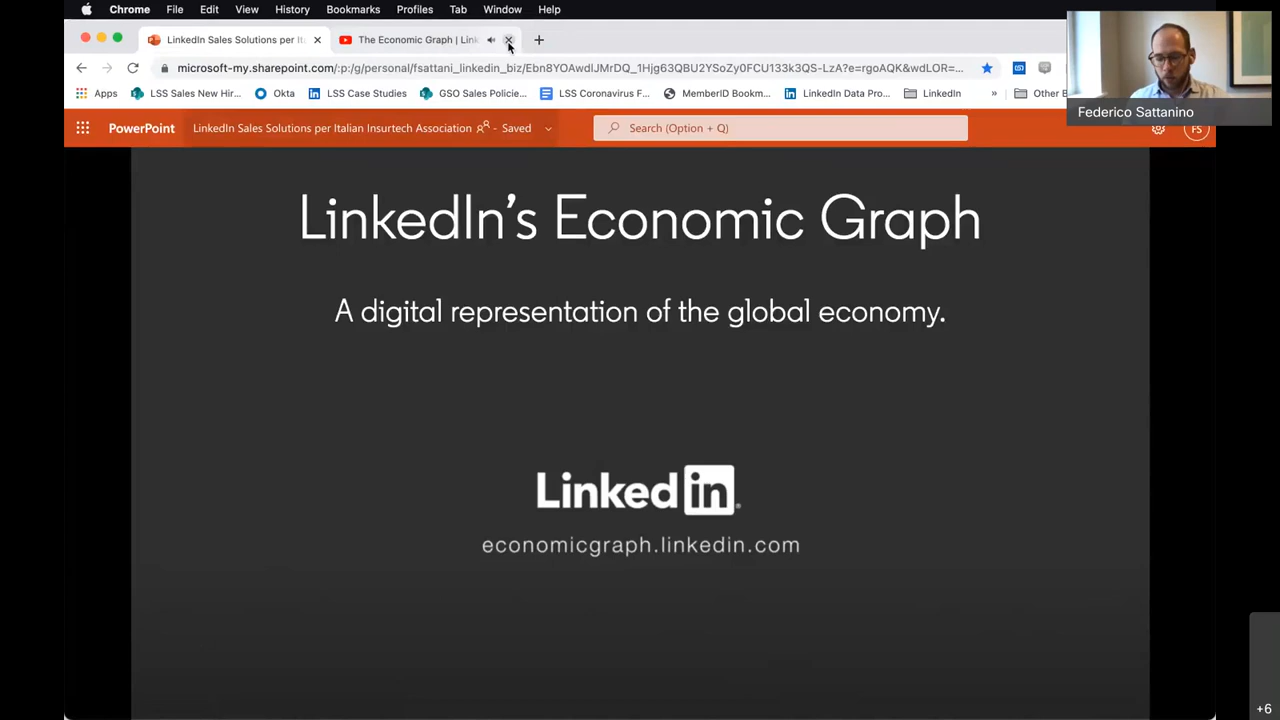 Chrome File Edit View History Bookmarks Profiles Tab Window Help
LinkedIn Sales Solutions per It The Economic Graph | Link
microsoft-my.sharepoint.com/:p:/g/personal/fsattani_linkedin_biz/Ebn8YOAwdlJMrDQ_1Hjg63QBU2YSoZy0FCU133k3QS-LzA?e=rgoAQK&wdLOR=...
Apps LSS Sales New Hir... Okta LSS Case Studies GSO Sales Policie... LSS Coronavirus F... MemberID Bookm... LinkedIn Data Pro... LinkedIn » Other B
Federico Sattanino
PowerPoint LinkedIn Sales Solutions per Italian Insurtech Association - Saved Search (Option + Q) FS
LinkedIn's Economic Graph
A digital representation of the global economy.
Linked in
economicgraph.linkedin.com
+6